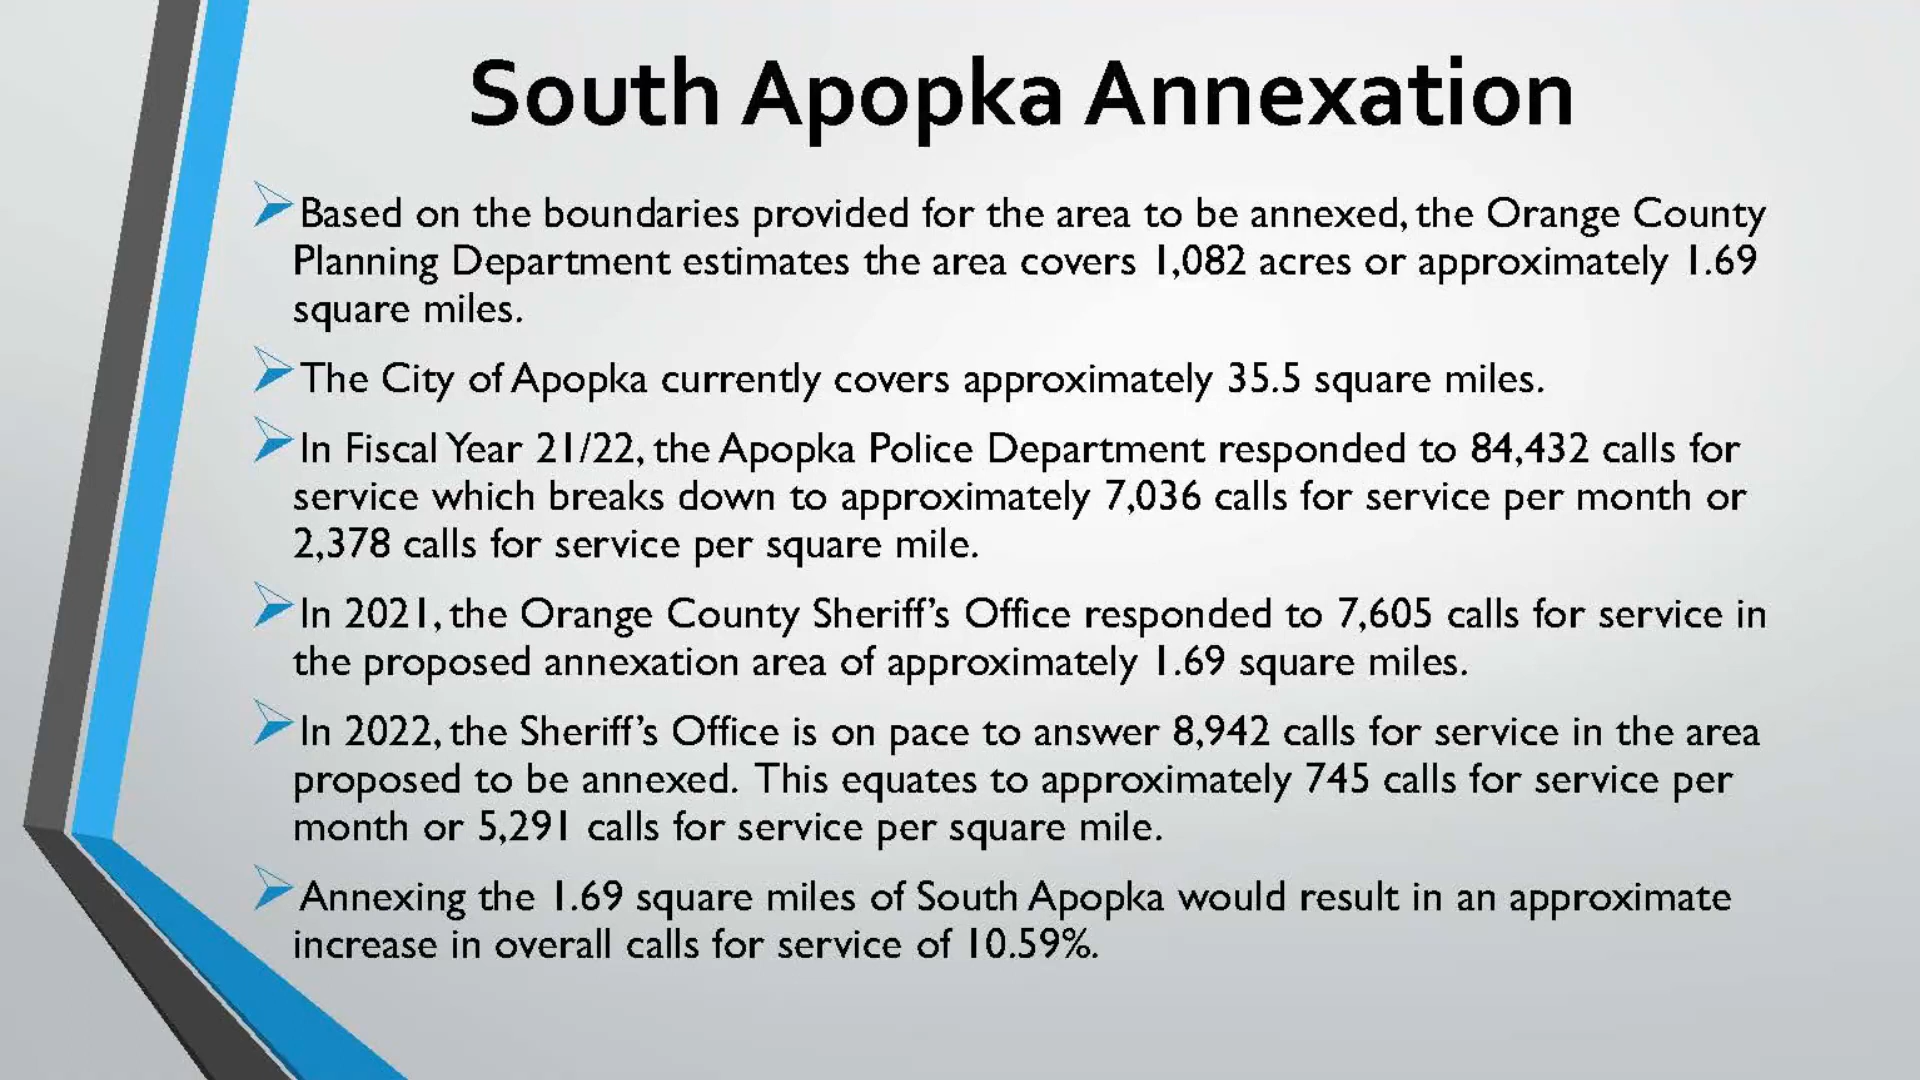 South Apopka Annexation
Based on the boundaries provided for the area to be annexed, the Orange County
Planning Department estimates the area covers 1,082 acres or approximately 1.69
square miles.
The City of Apopka currently covers approximately 35.5 square miles.
In Fiscal Year 21/22, the Apopka Police Department responded to 84,432 calls for
service which breaks down to approximately 7,036 calls for service per month or
2,378 calls for service per square mile.
In 2021, the Orange County Sheriff's Office responded to 7,605 calls for service in
the proposed annexation area of approximately 1.69 square miles.
In 2022, the Sheriff's Office is on pace to answer 8,942 calls for service in the area
proposed to be annexed. This equates to approximately 745 calls for service per
month or 5,291 calls for service per square mile.
Annexing the 1.69 square miles of South Apopka would result in an approximate
increase in overall calls for service of 10.59%.